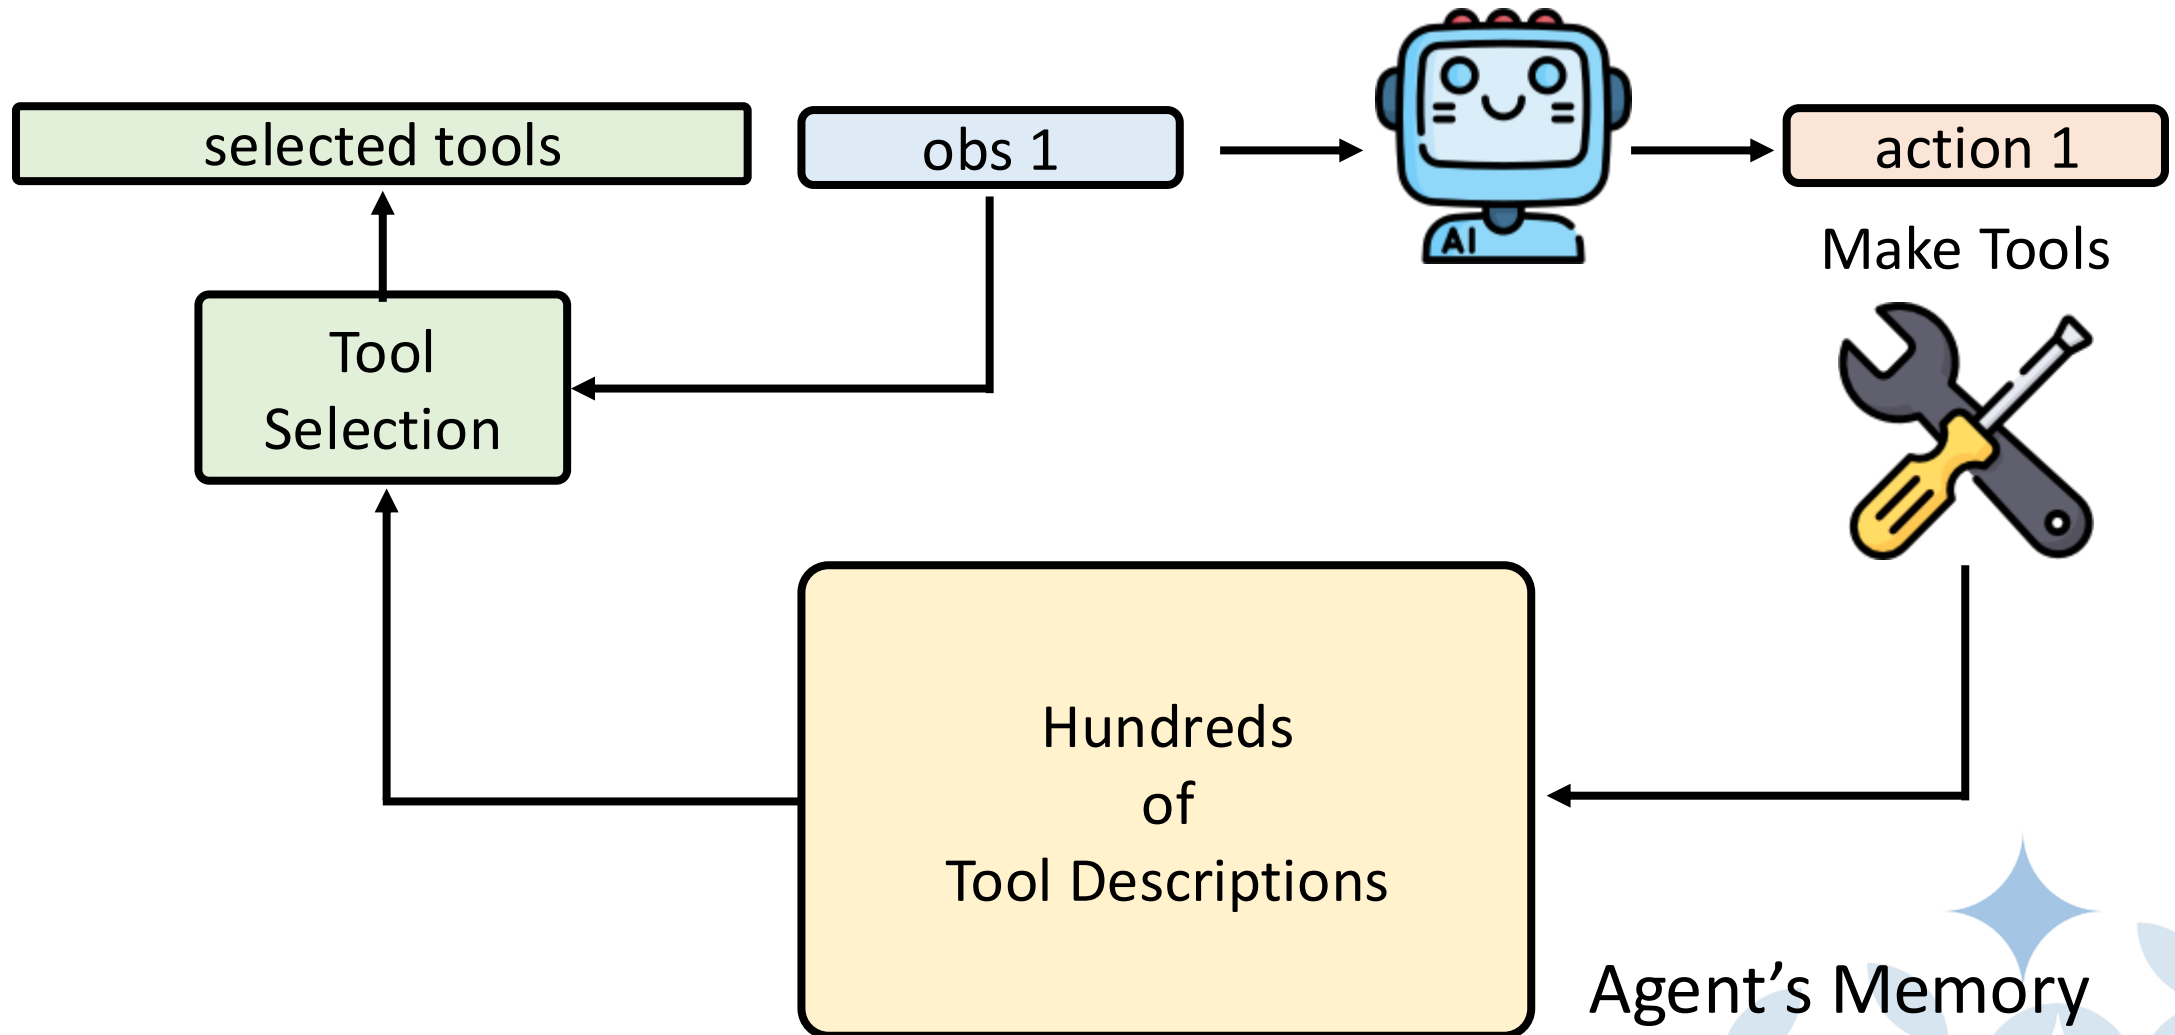 selected tools
obs 1
AI
action 1
Make Tools
Tool
Selection
Hundreds
of
Tool Descriptions
Agent’s Memory